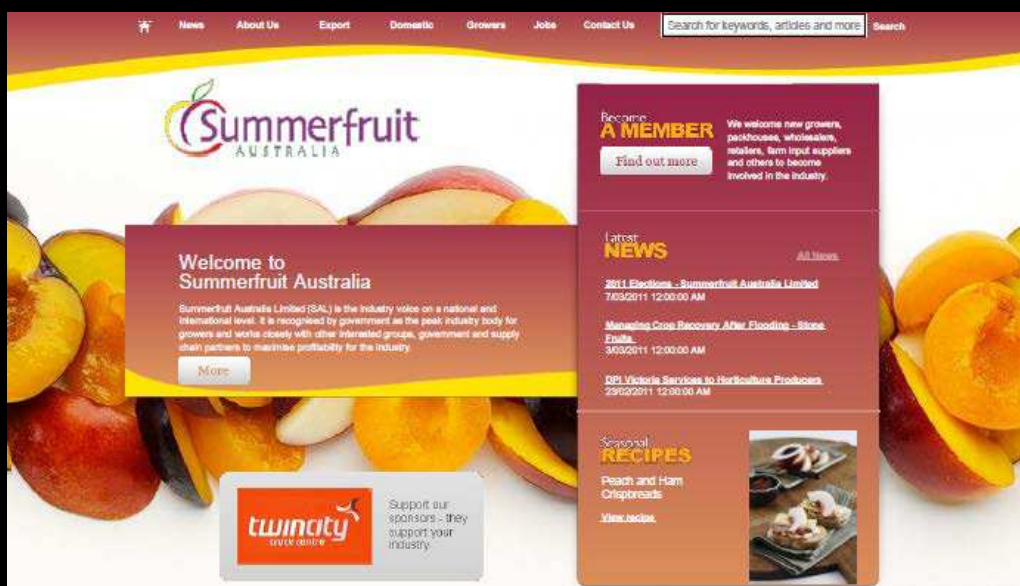 News About Us Export Domestic Growers Jobs Contact Us Search for keywords, articles and more Search
Summerfruit
AUSTRALIA
Become
A MEMBER
Find out more
We welcome new growers,
packhouses, wholesalers,
retailers, farm input suppliers
and others to become
involved in the industry.
Welcome to
Summerfruit Australia
Summerfruit Australia Limited (SAL) is the industry voice on a national and
international level. It is recognised by government as the peak industry body for
growers and works closely with other interested groups, government and supply
chain partners to maximise profitability for the industry.
More
Latest
NEWS
All News
2011 Elections - Summerfruit Australia Limited
7/03/2011 12:00:00 AM
Managing Crop Recovery After Flooding - Stone
Fruits
3/03/2011 12:00:00 AM
DPI Victoria Services to Horticulture Producers
23/02/2011 12:00:00 AM
Seasonal
RECIPES
Peach and Ham
Crispbreads
View recipe
twincity
truck centre
Support our
sponsors - they
support your
industry.